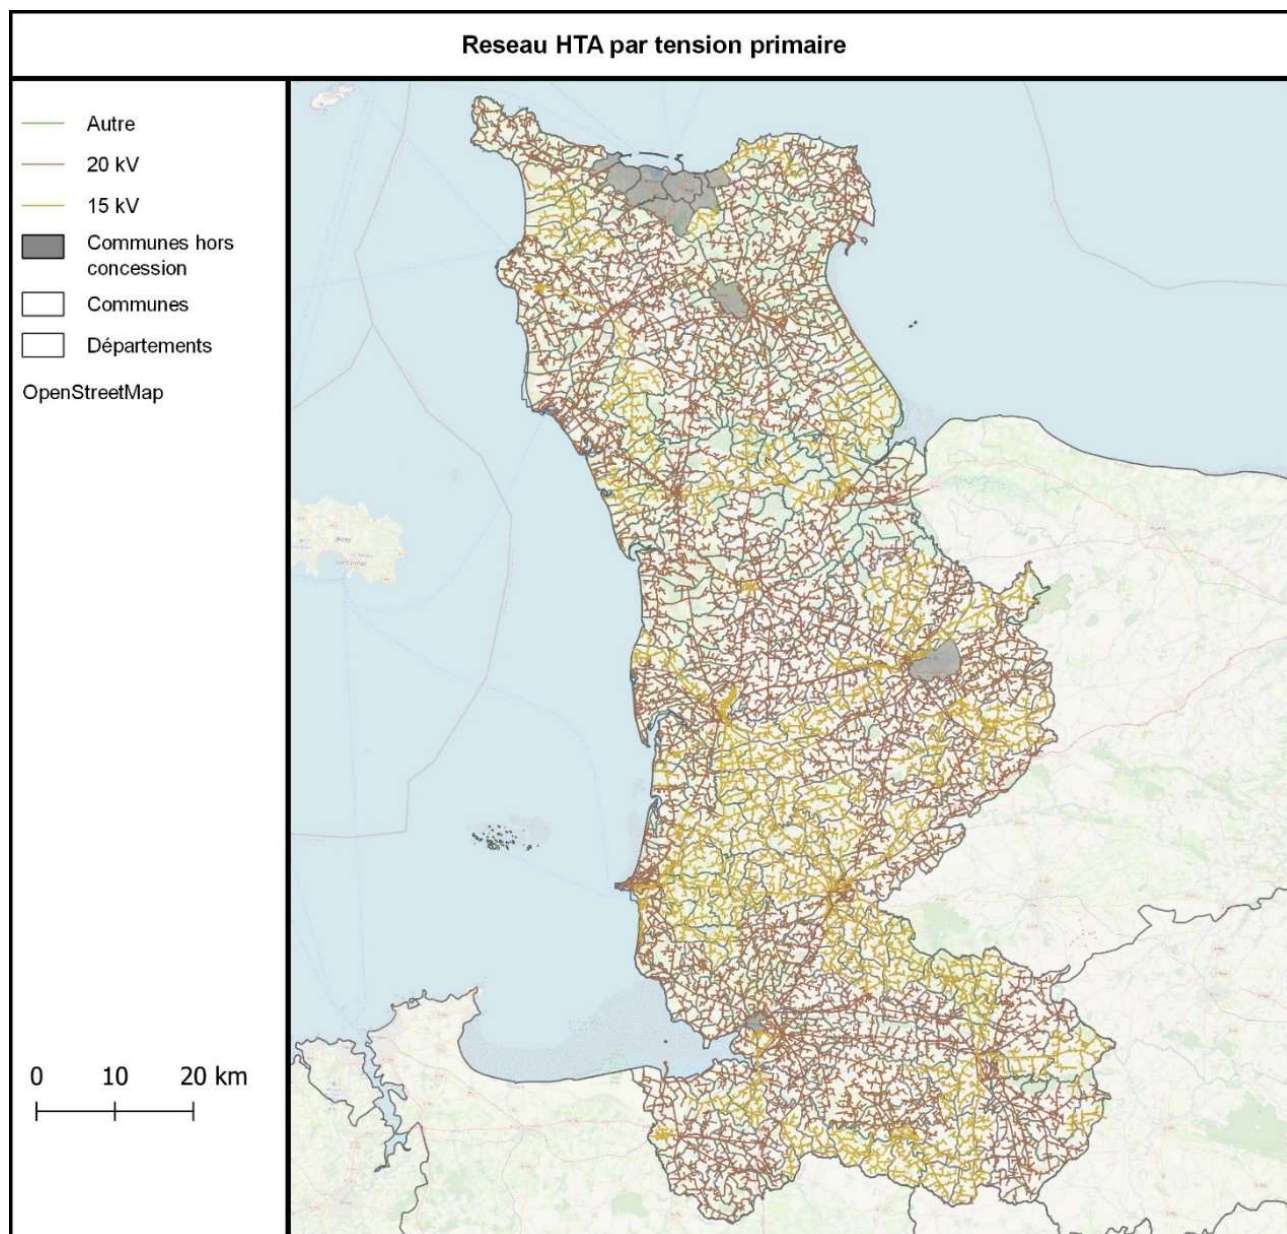 Reseau HTA par tension primaire
Autre
20 kV
15 kV
Communes hors
concession
Communes
Départements
OpenStreetMap
0 10 20 km